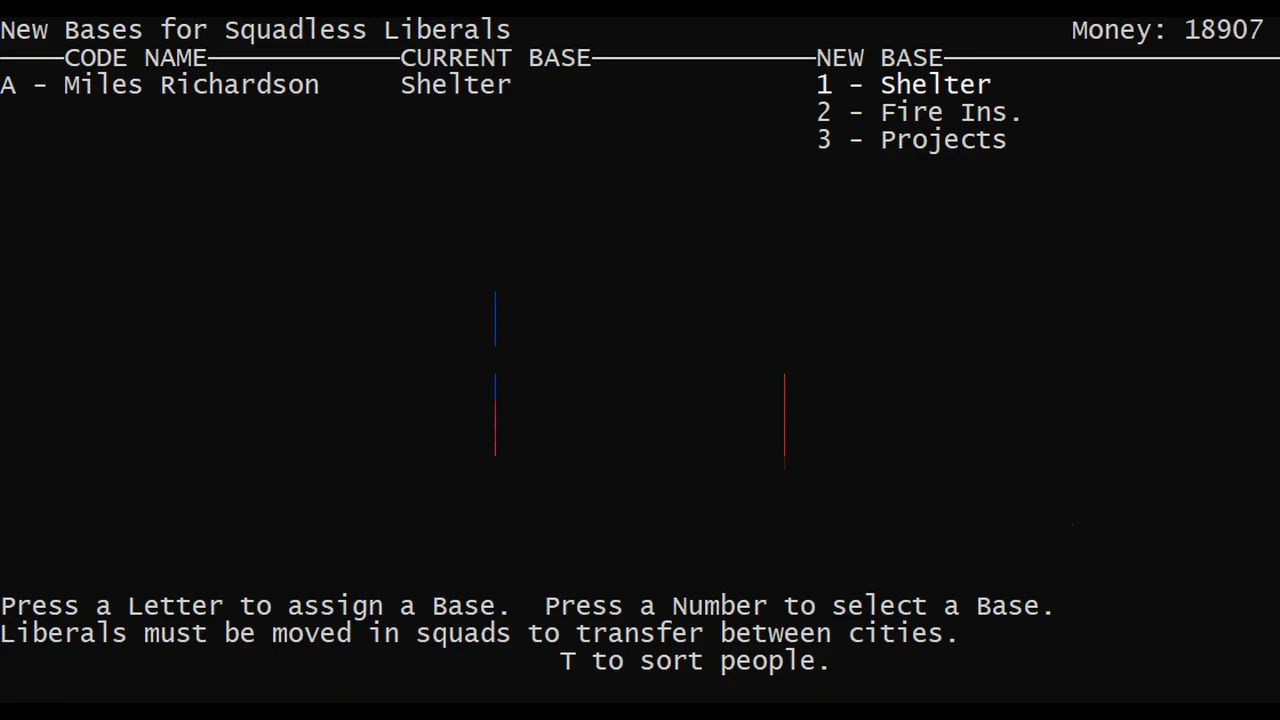 New Bases for Squadless Liberals Money: 18907
CODE NAME CURRENT BASE NEW BASE
A - Miles Richardson Shelter 1 - Shelter
2 - Fire Ins.
3 - Projects
Press a Letter to assign a Base. Press a Number to select a Base.
Liberals must be moved in squads to transfer between cities.
T to sort people.